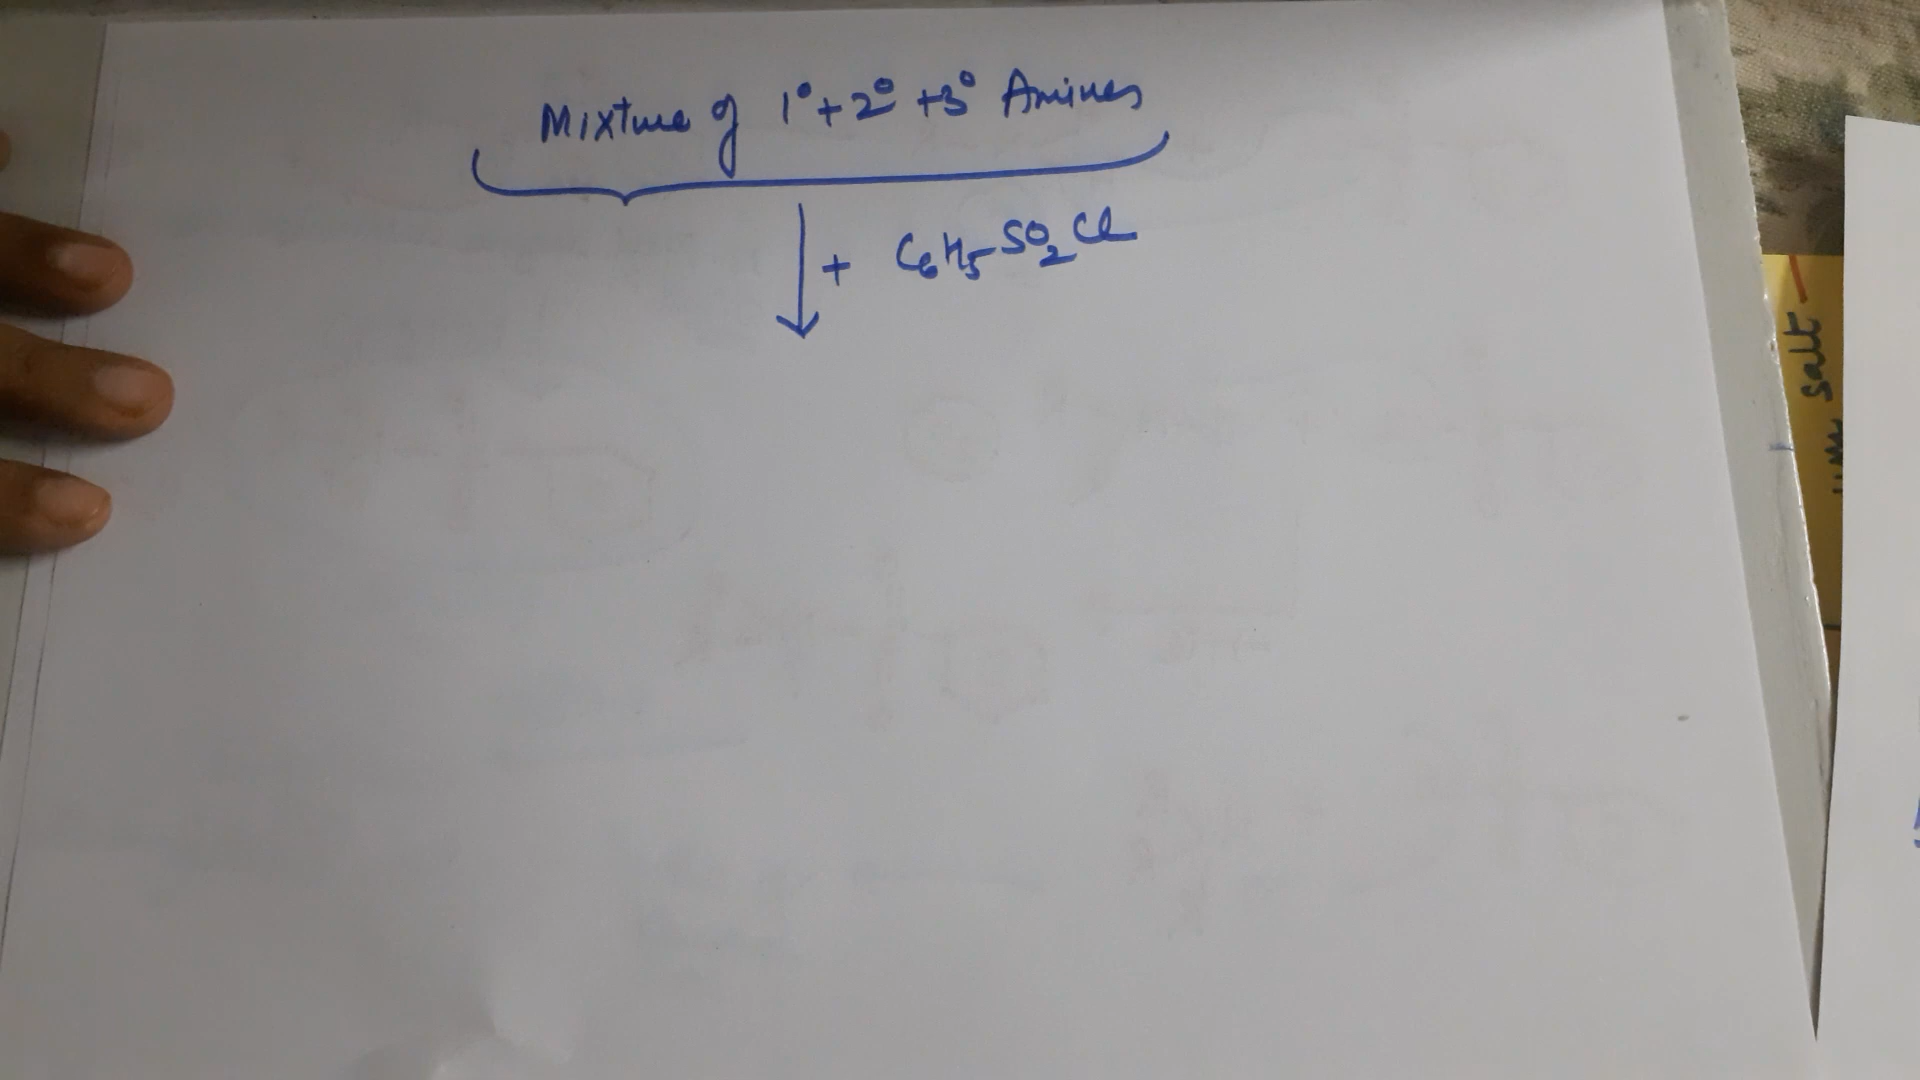 Mixture of 1° + 2° + 3° Amines
+ C₆H₅SO₂Cl
salt